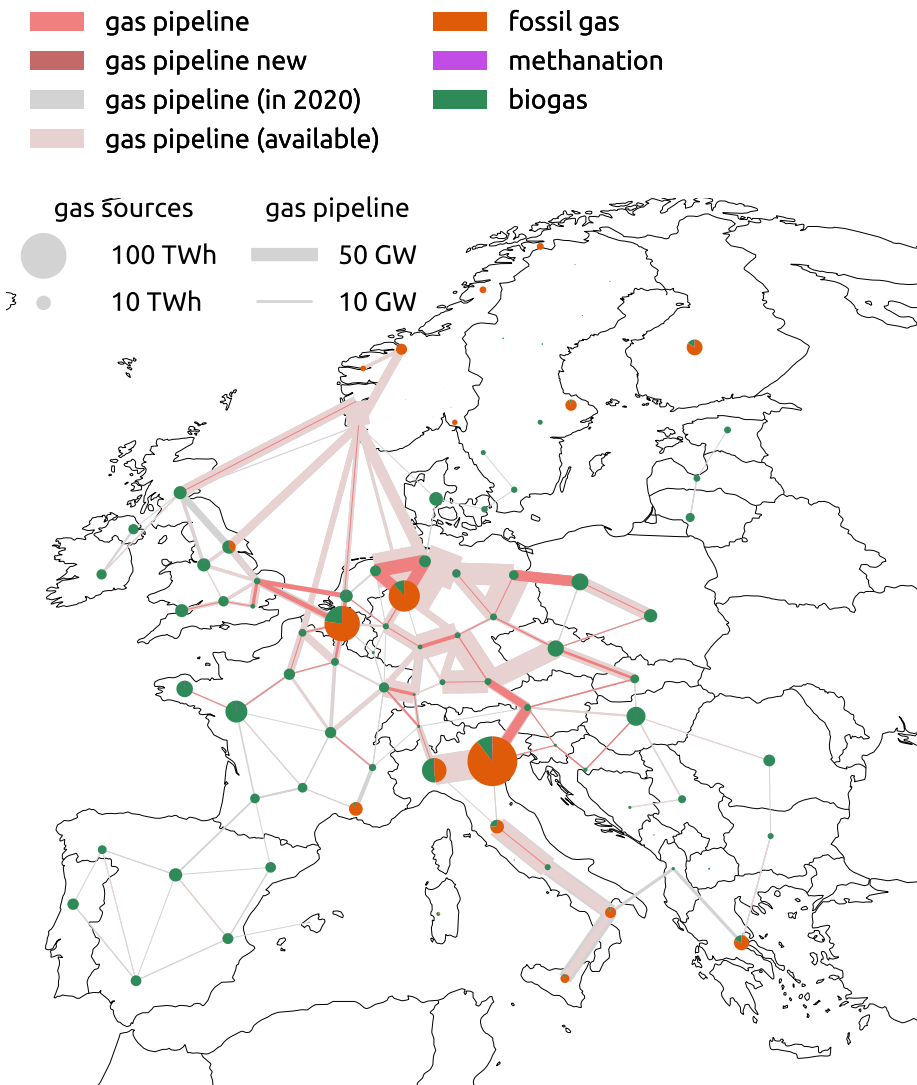 gas pipeline
gas pipeline new
gas pipeline (in 2020)
gas pipeline (available)
fossil gas
methanation
biogas
gas sources
100 TWh
10 TWh
gas pipeline
50 GW
10 GW